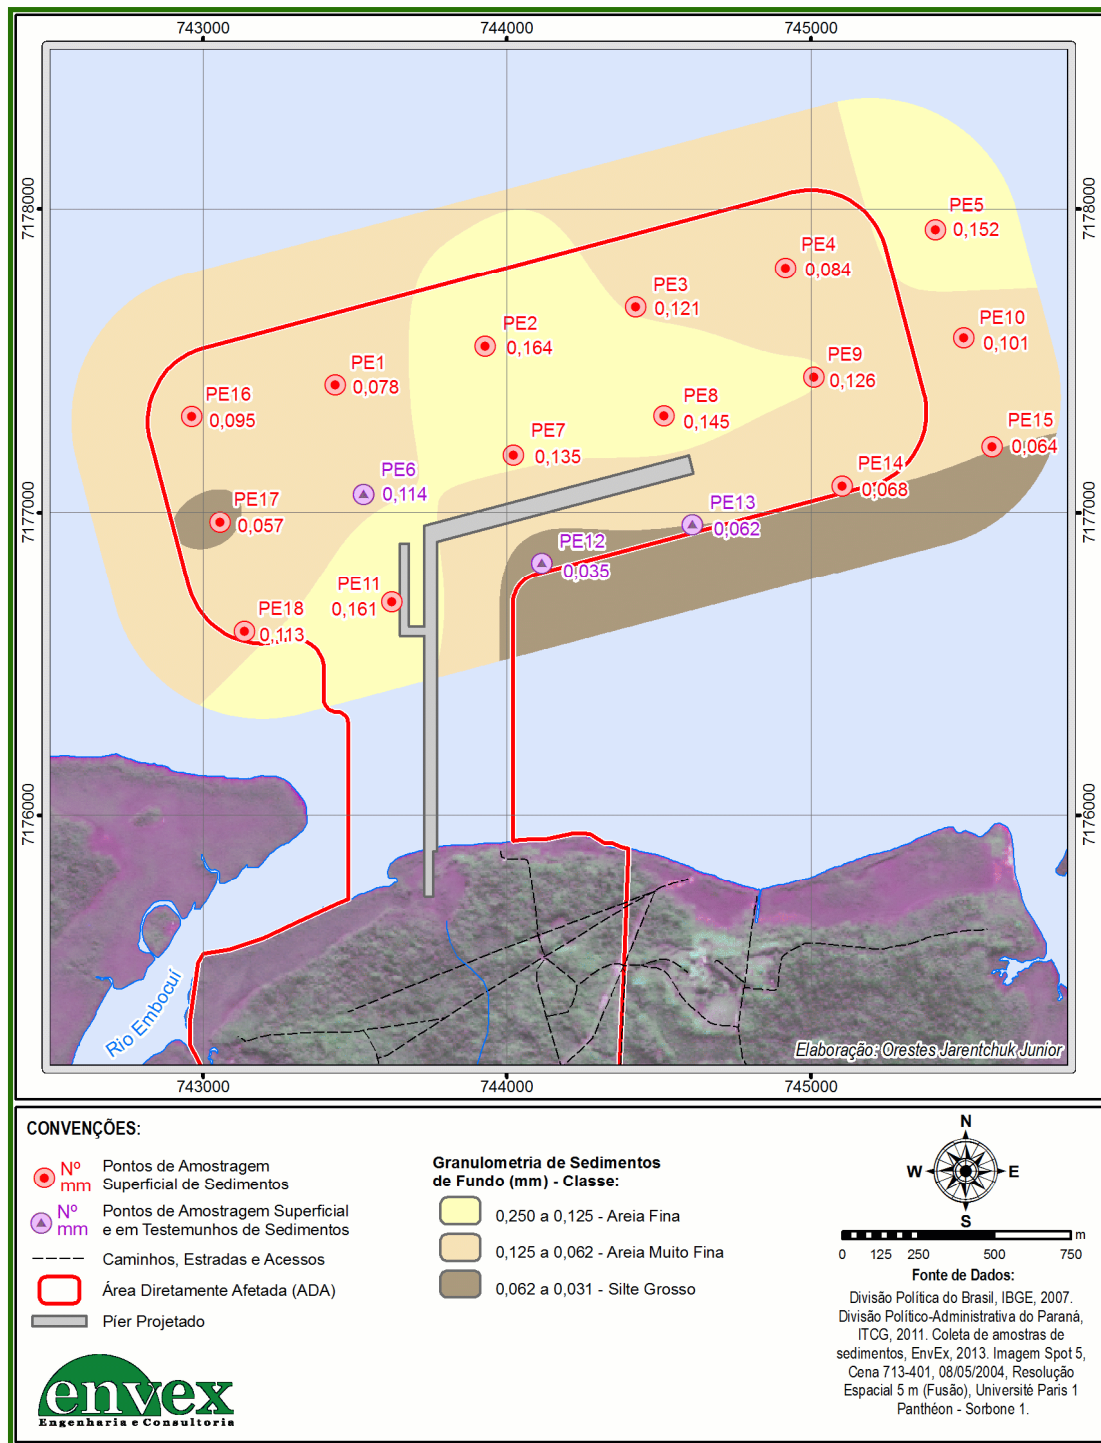 743000
744000
745000
7178000
7178000
PE5
0,152
PE4
0,084
PE3
0,121
PE2
0,164
PE10
0,101
PE1
0,078
PE9
0,126
PE16
0,095
PE8
0,145
PE7
0,135
PE15
0,064
PE6
0,114
PE14
0,068
PE17
0,057
7177000
7177000
PE13
0,062
PE12
0,035
PE11
0,161
PE18
0,113
7176000
7176000
Rio Embocuí
Elaboração: Orestes Jarentchuk Junior
743000
744000
745000
CONVENÇÕES:
Nº
mm
Pontos de Amostragem
Superficial de Sedimentos
Nº
mm
Pontos de Amostragem Superficial
e em Testemunhos de Sedimentos
Caminhos, Estradas e Acessos
Área Diretamente Afetada (ADA)
Píer Projetado
envex
Engenharia e Consultoria
Granulometria de Sedimentos
de Fundo (mm) - Classe:
0,250 a 0,125 - Areia Fina
0,125 a 0,062 - Areia Muito Fina
0,062 a 0,031 - Silte Grosso
N
W
E
S
m
0 125 250 500 750
Fonte de Dados:
Divisão Política do Brasil, IBGE, 2007.
Divisão Político-Administrativa do Paraná,
ITCG, 2011. Coleta de amostras de
sedimentos, EnvEx, 2013. Imagem Spot 5,
Cena 713-401, 08/05/2004, Resolução
Espacial 5 m (Fusão), Université Paris 1
Panthéon - Sorbone 1.